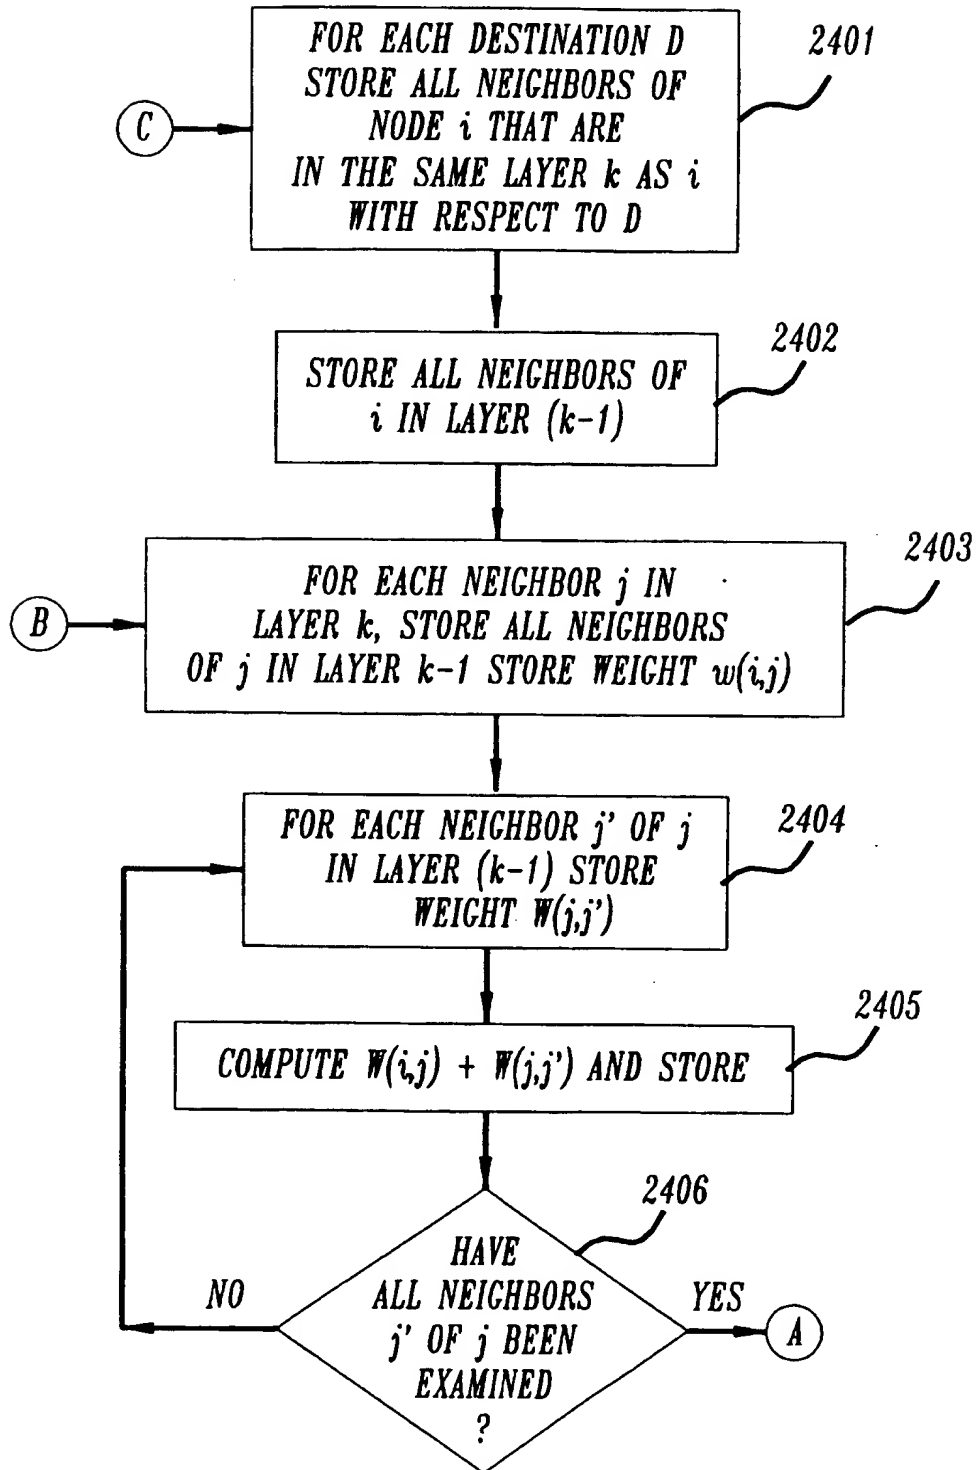 FOR EACH DESTINATION D
STORE ALL NEIGHBORS OF
NODE i THAT ARE
IN THE SAME LAYER k AS i
WITH RESPECT TO D
2401
C
STORE ALL NEIGHBORS OF
i IN LAYER (k-1)
2402
FOR EACH NEIGHBOR j IN
LAYER k, STORE ALL NEIGHBORS
OF j IN LAYER k-1 STORE WEIGHT w(i,j)
2403
B
FOR EACH NEIGHBOR j' OF j
IN LAYER (k-1) STORE
WEIGHT W(j,j')
2404
COMPUTE W(i,j) + W(j,j') AND STORE
2405
HAVE
ALL NEIGHBORS
j' OF j BEEN
EXAMINED
?
2406
NO
YES
A